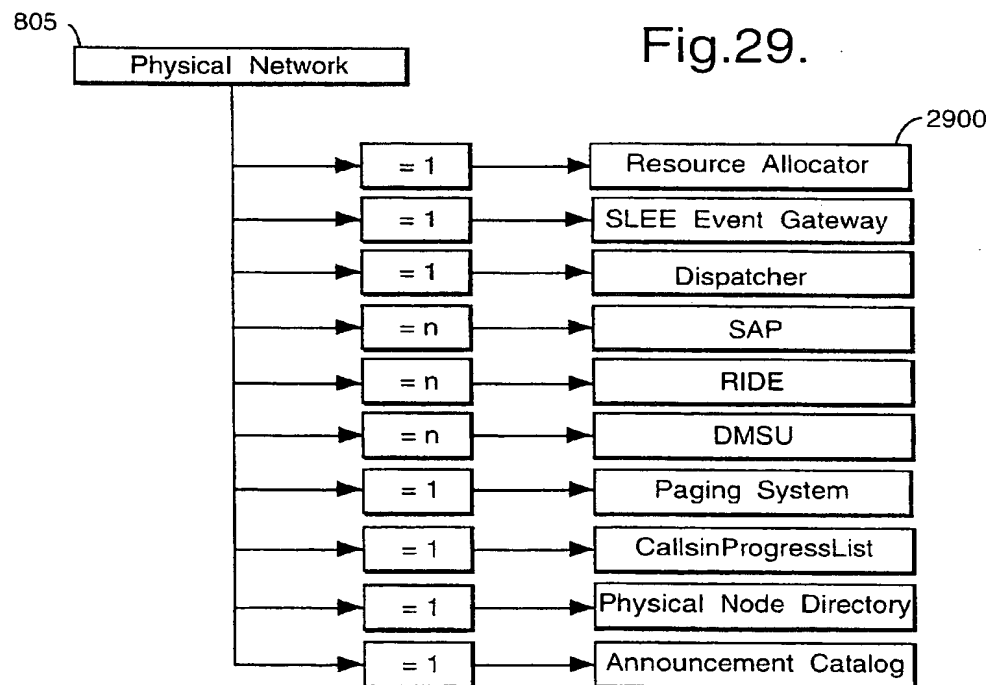 805
Physical Network
Fig.29.
2900
= 1
Resource Allocator
= 1
SLEE Event Gateway
= 1
Dispatcher
= n
SAP
= n
RIDE
= n
DMSU
= 1
Paging System
= 1
CallsinProgressList
= 1
Physical Node Directory
= 1
Announcement Catalog